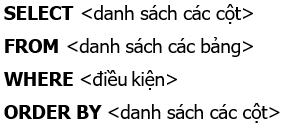 SELECT <danh sách các cột>
FROM <danh sách các bảng>
WHERE <điều kiện>
ORDER BY <danh sách các cột>